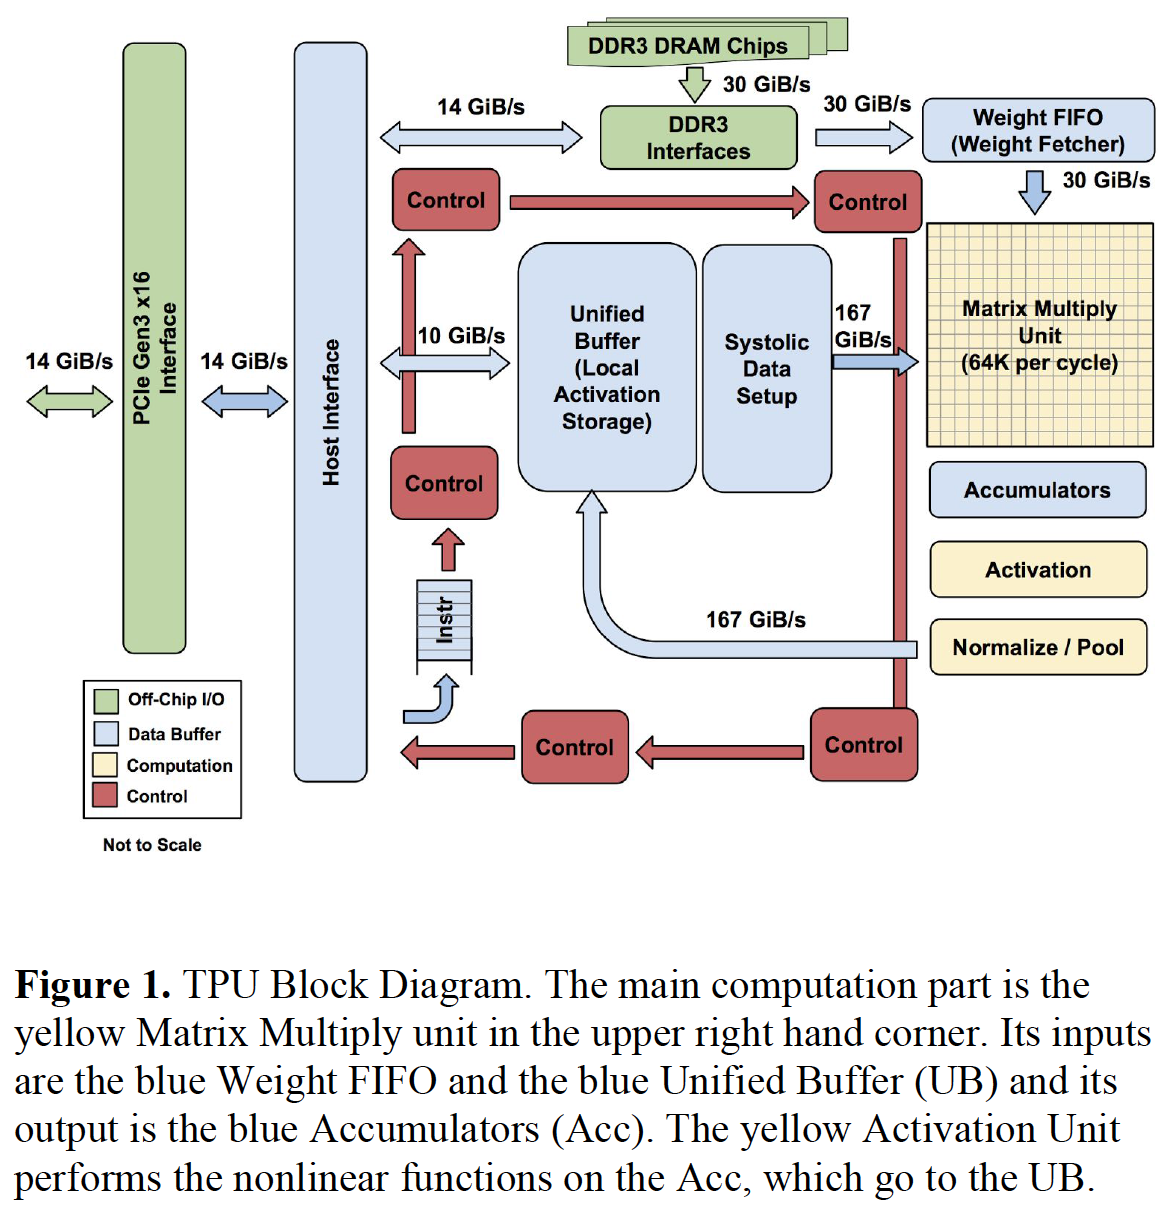 DDR3 DRAM Chips
30 GiB/s
14 GiB/s
30 GiB/s
DDR3
Interfaces
Weight FIFO
(Weight Fetcher)
30 GiB/s
Control
Control
PCIe Gen3 x16
Interface
Host Interface
14 GiB/s
14 GiB/s
10 GiB/s
Unified
Buffer
(Local
Activation
Storage)
Systolic
Data
Setup
167
GiB/s
Matrix Multiply
Unit
(64K per cycle)
Control
Accumulators
Activation
Instr
167 GiB/s
Normalize / Pool
Off-Chip I/O
Data Buffer
Computation
Control
Control
Control
Not to Scale
Figure 1. TPU Block Diagram. The main computation part is the
yellow Matrix Multiply unit in the upper right hand corner. Its inputs
are the blue Weight FIFO and the blue Unified Buffer (UB) and its
output is the blue Accumulators (Acc). The yellow Activation Unit
performs the nonlinear functions on the Acc, which go to the UB.